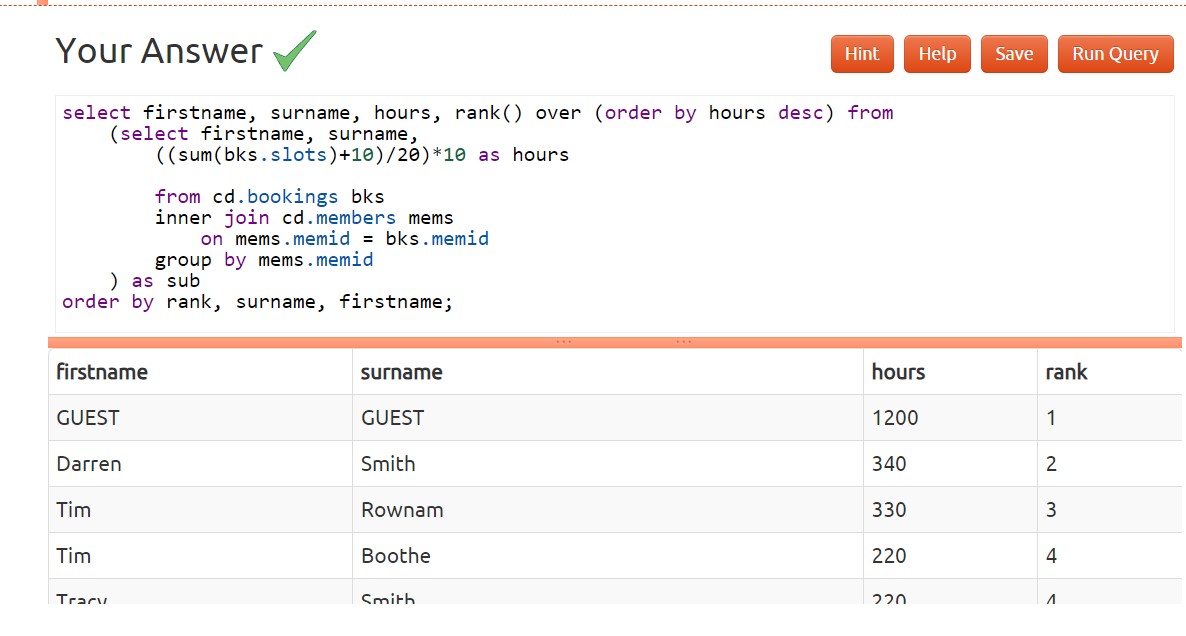 Your Answer
Hint Help Save Run Query
select firstname, surname, hours, rank() over (order by hours desc) from
(select firstname, surname,
((sum(bks.slots)+10)/20)*10 as hours
from cd.bookings bks
inner join cd.members mems
on mems.memid = bks.memid
group by mems.memid
) as sub
order by rank, surname, firstname;
firstname surname hours rank
GUEST GUEST 1200 1
Darren Smith 340 2
Tim Rownam 330 3
Tim Boothe 220 4
Tracy Smith 220 4